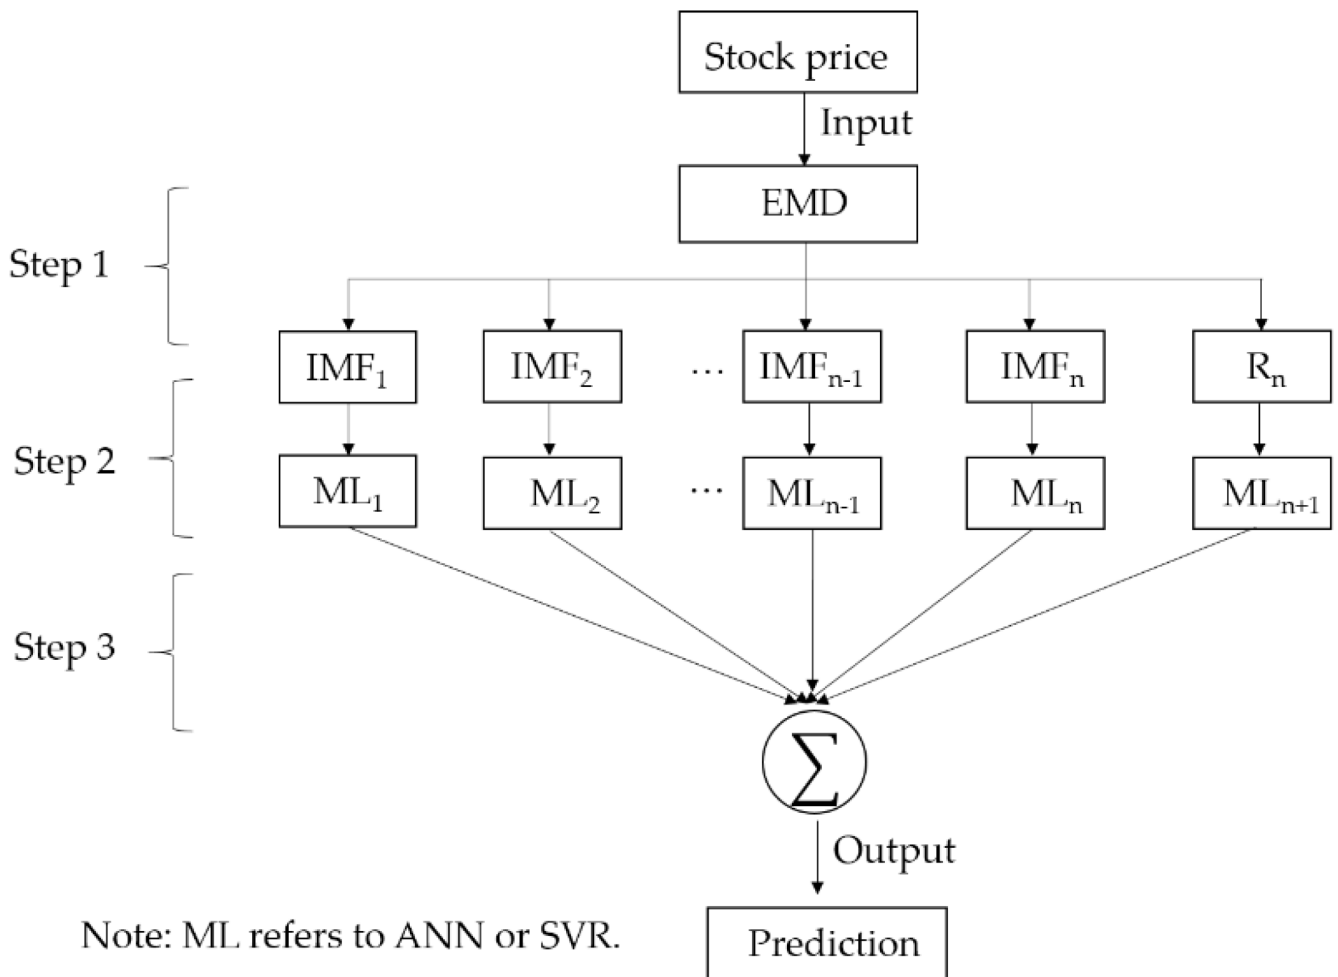 Stock price
Input
EMD
Step 1
IMF₁ IMF₂ ... IMFₙ₋₁ IMFₙ Rₙ
Step 2
ML₁ ML₂ ... MLₙ₋₁ MLₙ MLₙ₊₁
Step 3
∑
Output
Note: ML refers to ANN or SVR.
Prediction